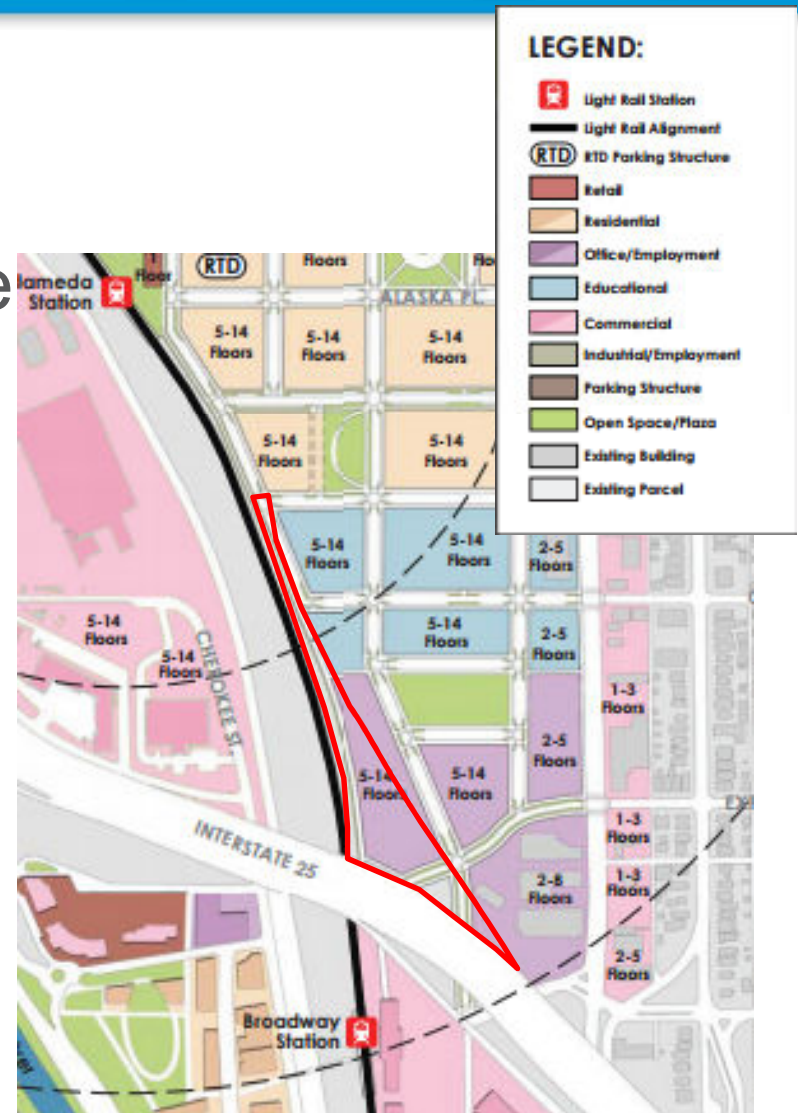 LEGEND:
Light Rail Station
Light Rail Alignment
RTD RTD Parking Structure
Retail
Residential
Office/Employment
Educational
Commercial
Industrial/Employment
Parking Structure
Open Space/Plaza
Existing Building
Existing Parcel
e
lameda
Station
Floor
RTD
Floors
ALASKA PL.
5-14
Floors
5-14
Floors
5-14
Floors
5-14
Floors
5-14
Floors
5-14
Floors
5-14
Floors
2-5
Floors
5-14
Floors
5-14
Floors
CHEROKEE ST.
5-14
Floors
2-5
Floors
1-3
Floors
2-5
Floors
5-14
Floors
5-14
Floors
INTERSTATE 25
1-3
Floors
2-8
Floors
1-3
Floors
2-5
Floors
Broadway
Station